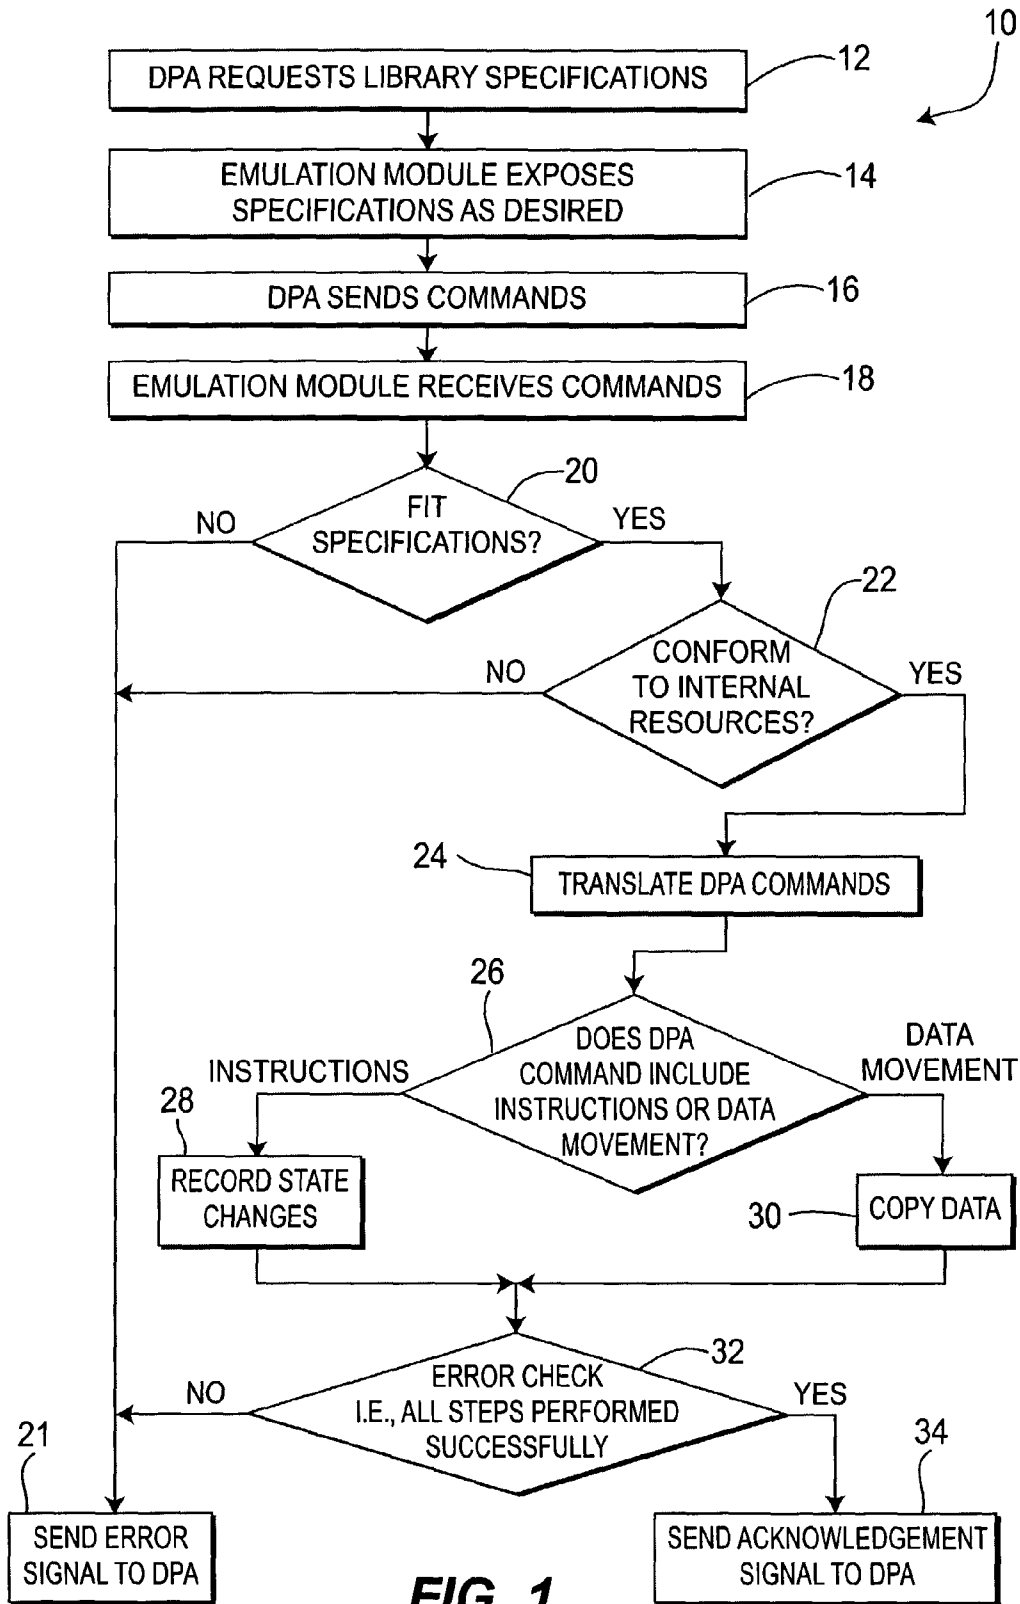 10
DPA REQUESTS LIBRARY SPECIFICATIONS
12
EMULATION MODULE EXPOSES
SPECIFICATIONS AS DESIRED
14
DPA SENDS COMMANDS
16
EMULATION MODULE RECEIVES COMMANDS
18
20
FIT
SPECIFICATIONS?
NO
YES
22
CONFORM
TO INTERNAL
RESOURCES?
NO
YES
24
TRANSLATE DPA COMMANDS
26
DOES DPA
COMMAND INCLUDE
INSTRUCTIONS OR DATA
MOVEMENT?
INSTRUCTIONS
DATA
MOVEMENT
28
RECORD STATE
CHANGES
30
COPY DATA
32
ERROR CHECK
I.E., ALL STEPS PERFORMED
SUCCESSFULLY
NO
YES
21
SEND ERROR
SIGNAL TO DPA
34
SEND ACKNOWLEDGEMENT
SIGNAL TO DPA
FIG. 1